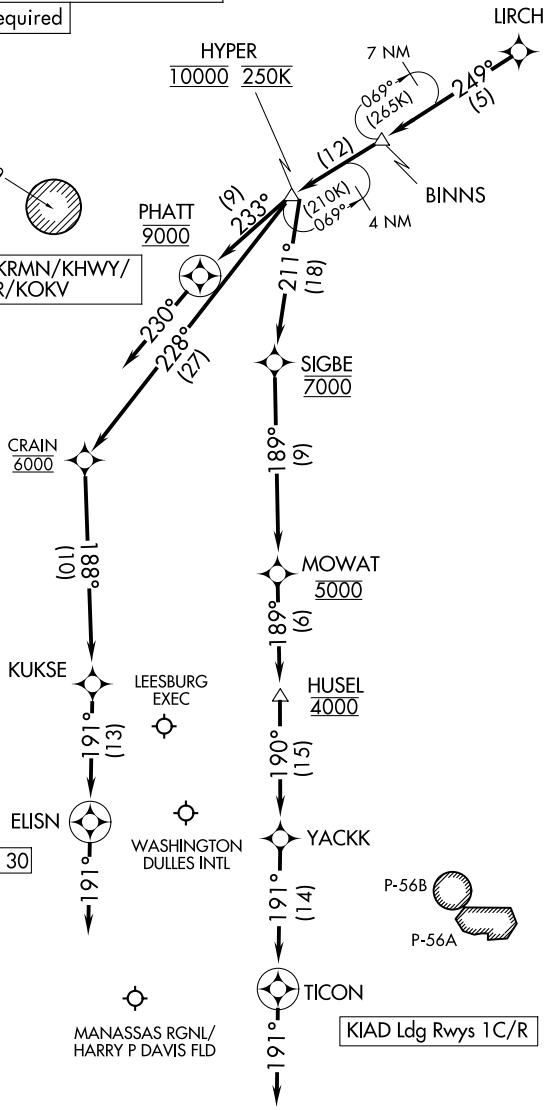 equired
LIRCH
HYPER
10000 250K
7 NM
069°
(265K)
249°
(5)
(12)
BINNS
9
PHATT
9000
(9)
233°
(210K)
069°
4 NM
KRMN/KHWY/
R/KOKV
230°
228°
(27)
211°
(18)
SIGBE
7000
CRAIN
6000
189°
(9)
188°
(10)
MOWAT
5000
189°
(6)
KUKSE
LEESBURG
EXEC
HUSEL
4000
191°
(13)
190°
(15)
ELISN
WASHINGTON
DULLES INTL
YACKK
30
191°
191°
(14)
P-56B
P-56A
TICON
MANASSAS RGNL/
HARRY P DAVIS FLD
191°
KIAD Ldg Rwys 1C/R